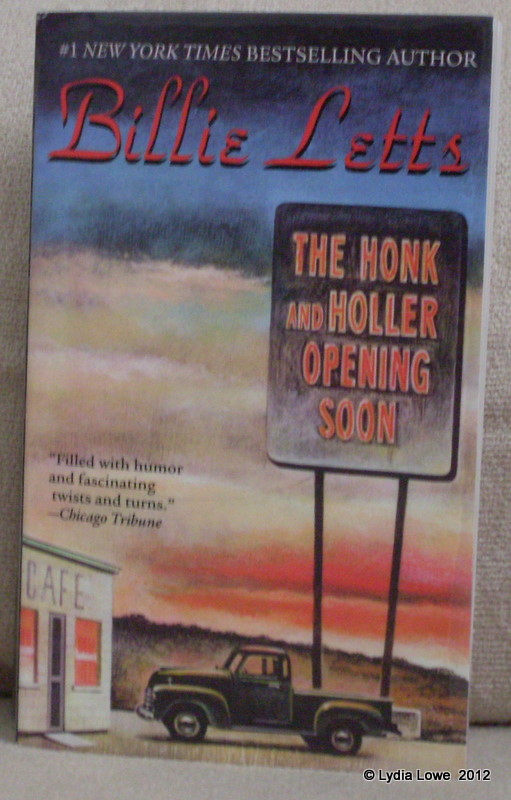 #1 NEW YORK TIMES BESTSELLING AUTHOR
Billie Letts
THE HONK
AND HOLLER
OPENING
SOON
"Filled with humor
and fascinating
twists and turns."
—Chicago Tribune
CAFE
© Lydia Lowe 2012